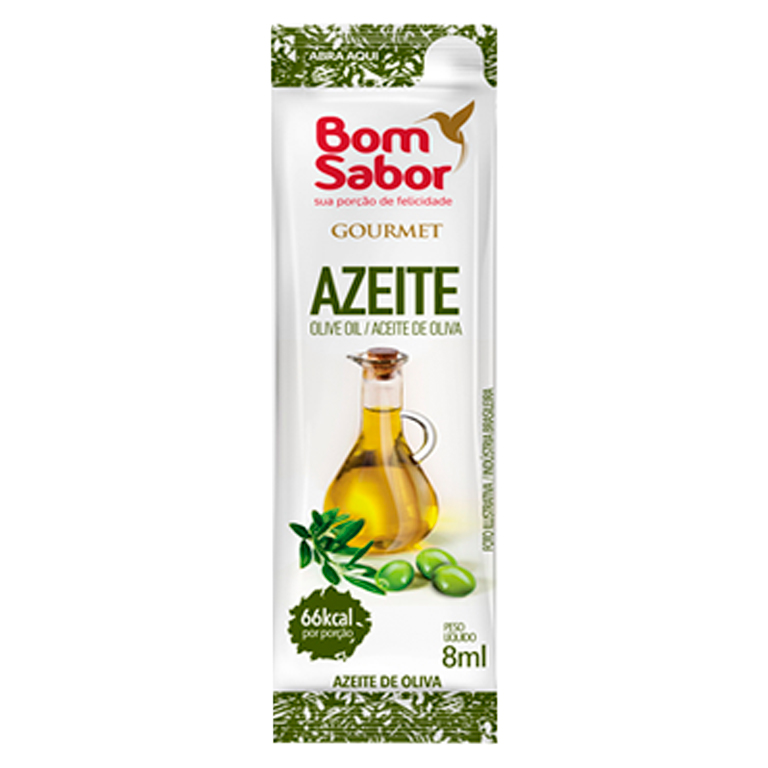 ABRA AQUI
Bom
Sabor
sua porção de felicidade
GOURMET
AZEITE
OLIVE OIL / ACEITE DE OLIVA
FOTO ILUSTRATIVA / INDÚSTRIA BRASILEIRA
66kcal
por porção
PESO
LÍQUIDO
8ml
AZEITE DE OLIVA